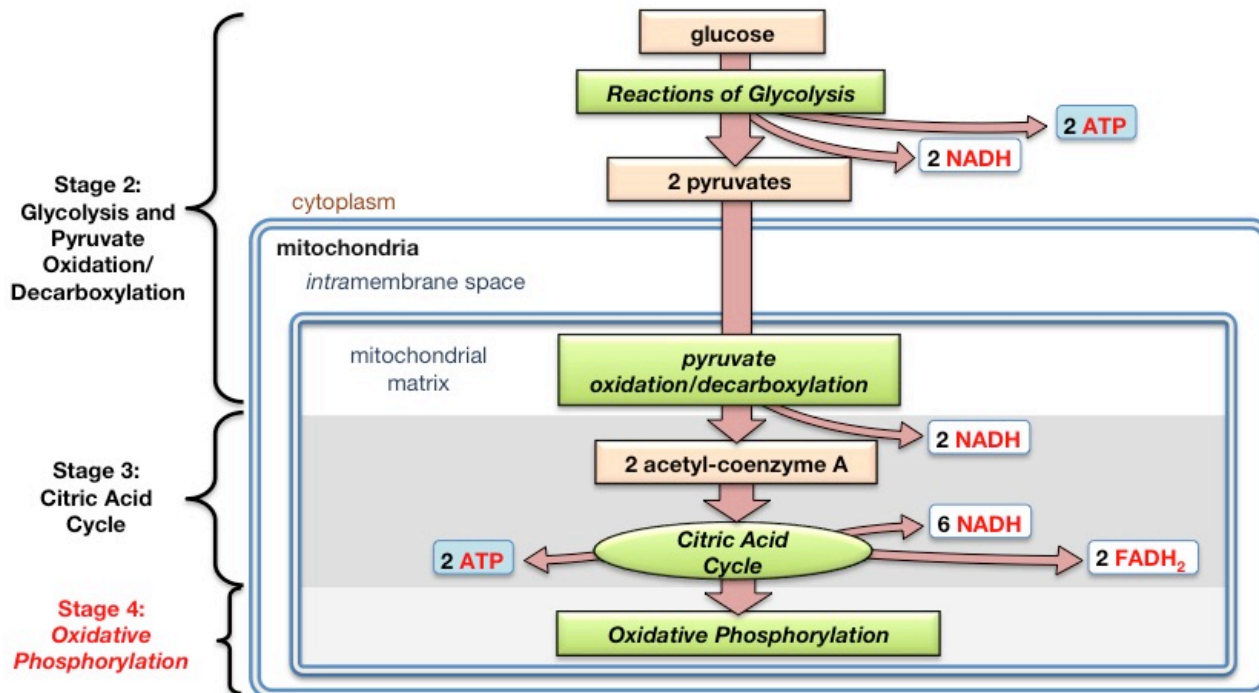 glucose
Reactions of Glycolysis
2 ATP
2 NADH
2 pyruvates
Stage 2:
Glycolysis and
Pyruvate
Oxidation/
Decarboxylation
cytoplasm
mitochondria
intramembrane space
mitochondrial
matrix
pyruvate
oxidation/decarboxylation
2 NADH
2 acetyl-coenzyme A
Stage 3:
Citric Acid
Cycle
6 NADH
Citric Acid
Cycle
2 ATP
2 FADH₂
Stage 4:
Oxidative
Phosphorylation
Oxidative Phosphorylation